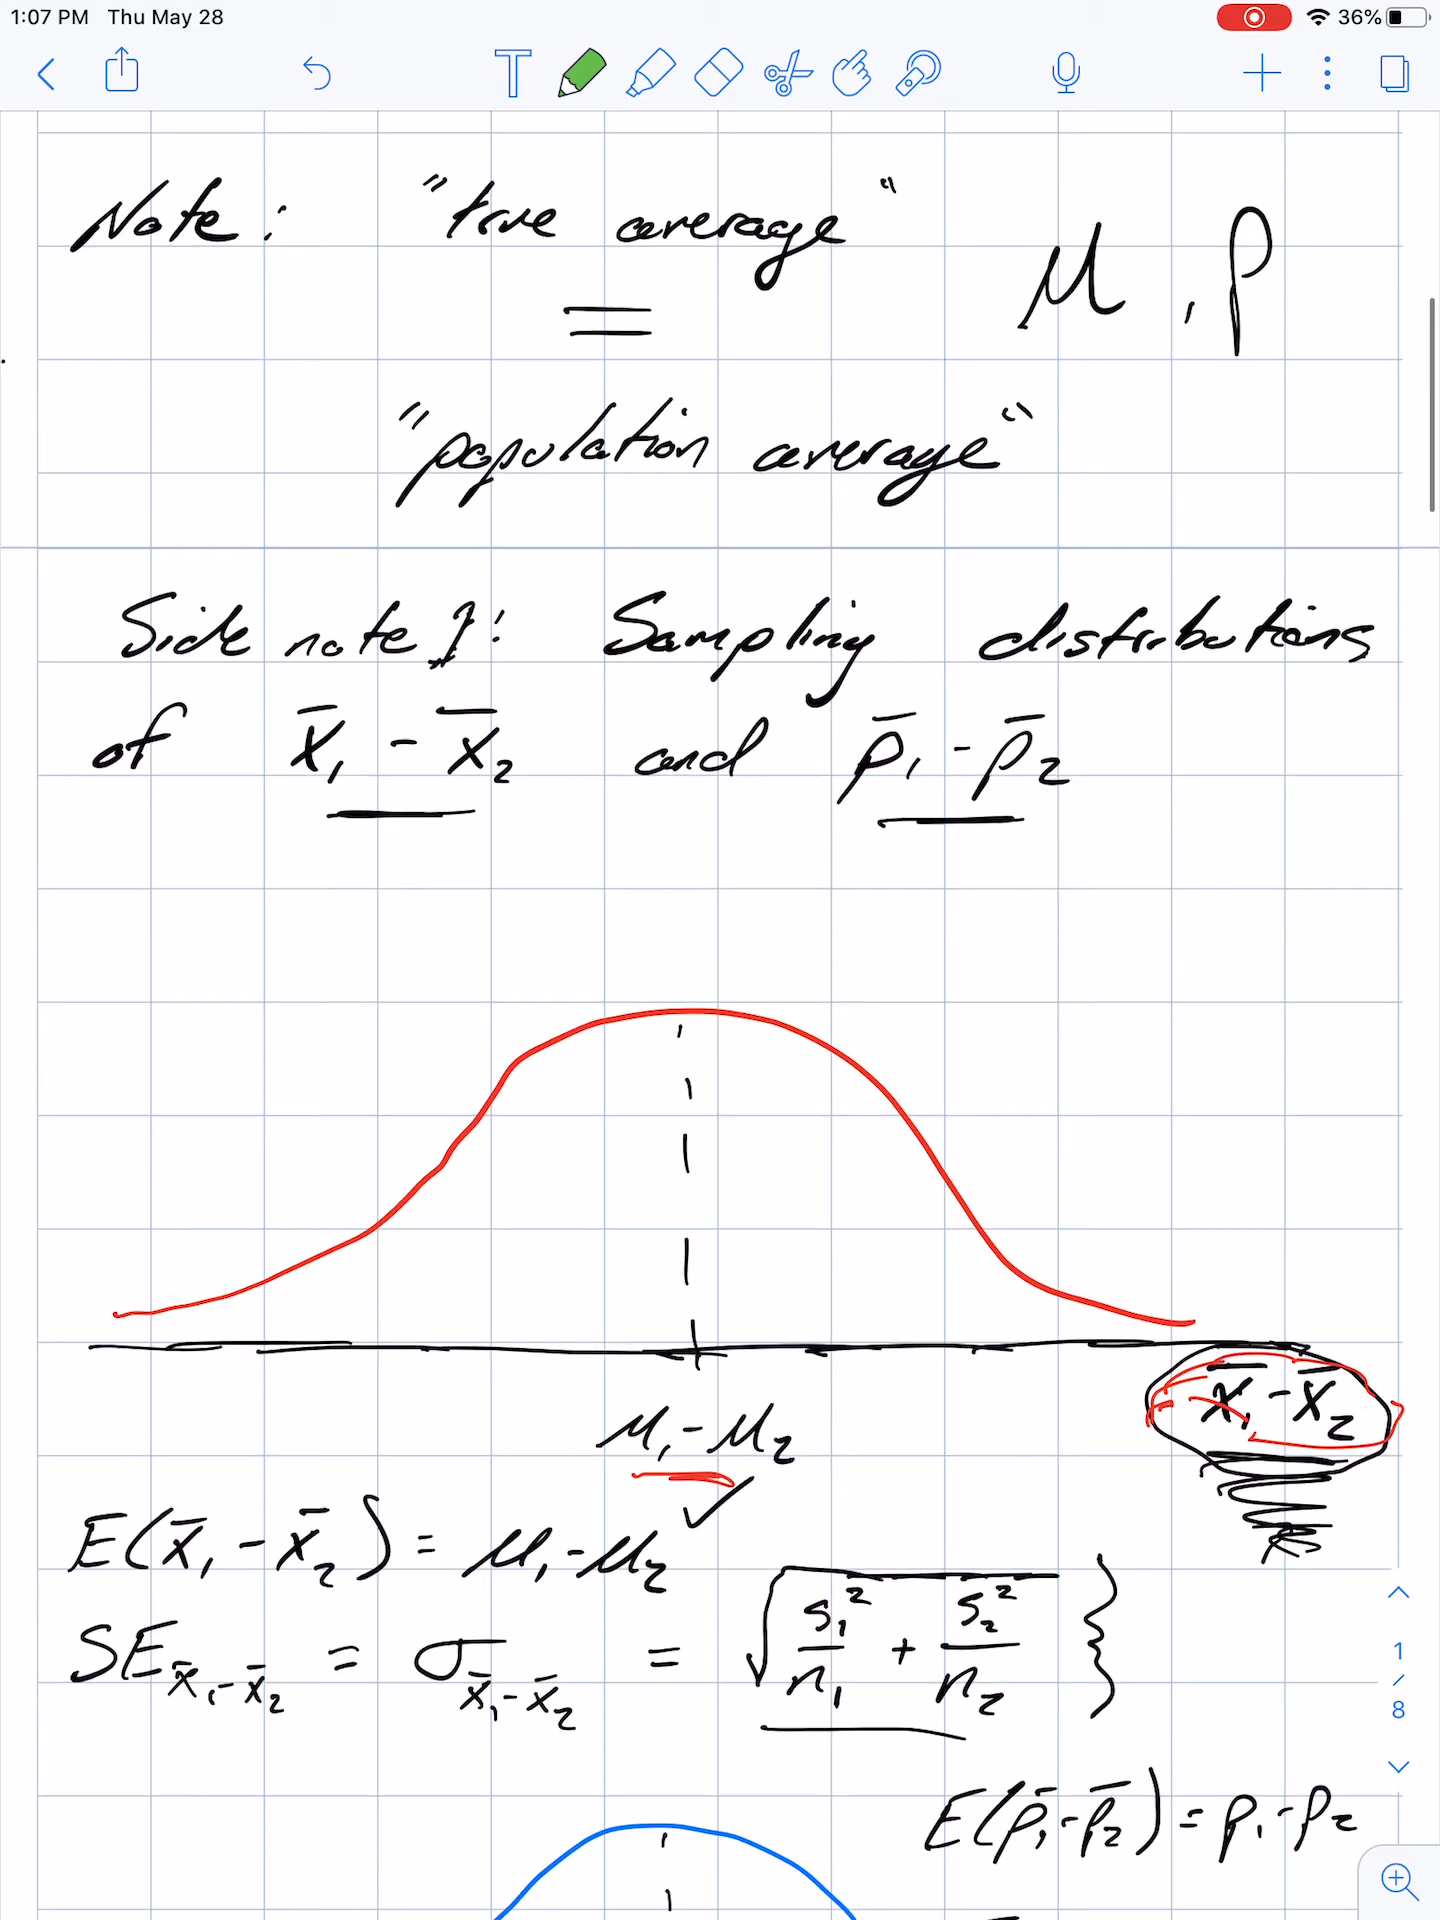 1:07 PM Thu May 28 36%
Note: "true average" μ, p
=
"population average"
Side note 1: Sampling distributions
of x̄₁ - x̄₂ and p̄₁ - p̄₂
x̄₁ - x̄₂
μ₁ - μ₂
E(x̄₁ - x̄₂) = μ₁ - μ₂ ✓
SE x̄₁ - x̄₂ = σ x̄₁ - x̄₂ = √(s₁²/n₁ + s₂²/n₂) }
1/8
E(p̄₁ - p̄₂) = p₁ - p₂